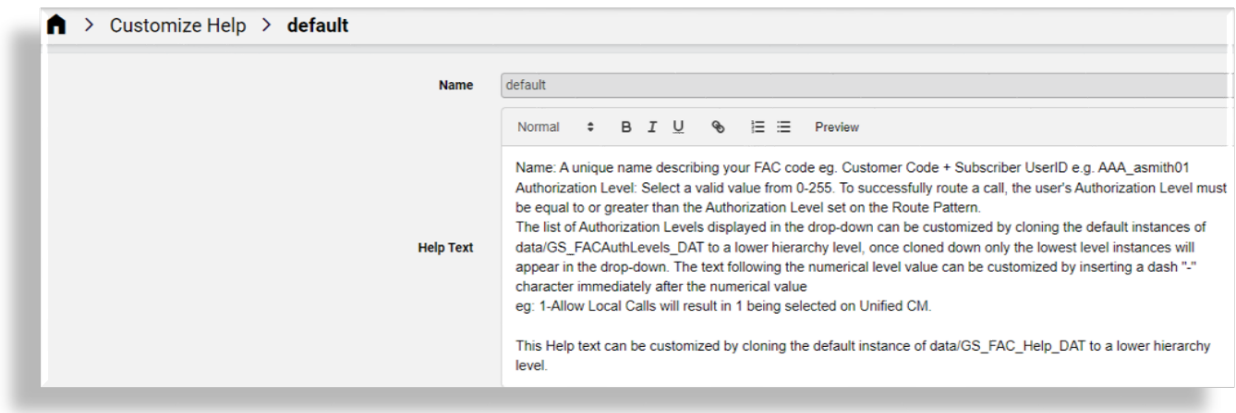 > Customize Help > default
Name
default
Normal B I U Preview
Name: A unique name describing your FAC code eg. Customer Code + Subscriber UserID e.g. AAA_asmith01
Authorization Level: Select a valid value from 0-255. To successfully route a call, the user's Authorization Level must
be equal to or greater than the Authorization Level set on the Route Pattern.
The list of Authorization Levels displayed in the drop-down can be customized by cloning the default instances of
Help Text
data/GS_FACAuthLevels_DAT to a lower hierarchy level, once cloned down only the lowest level instances will
appear in the drop-down. The text following the numerical level value can be customized by inserting a dash "-"
character immediately after the numerical value
eg: 1-Allow Local Calls will result in 1 being selected on Unified CM.
This Help text can be customized by cloning the default instance of data/GS_FAC_Help_DAT to a lower hierarchy
level.